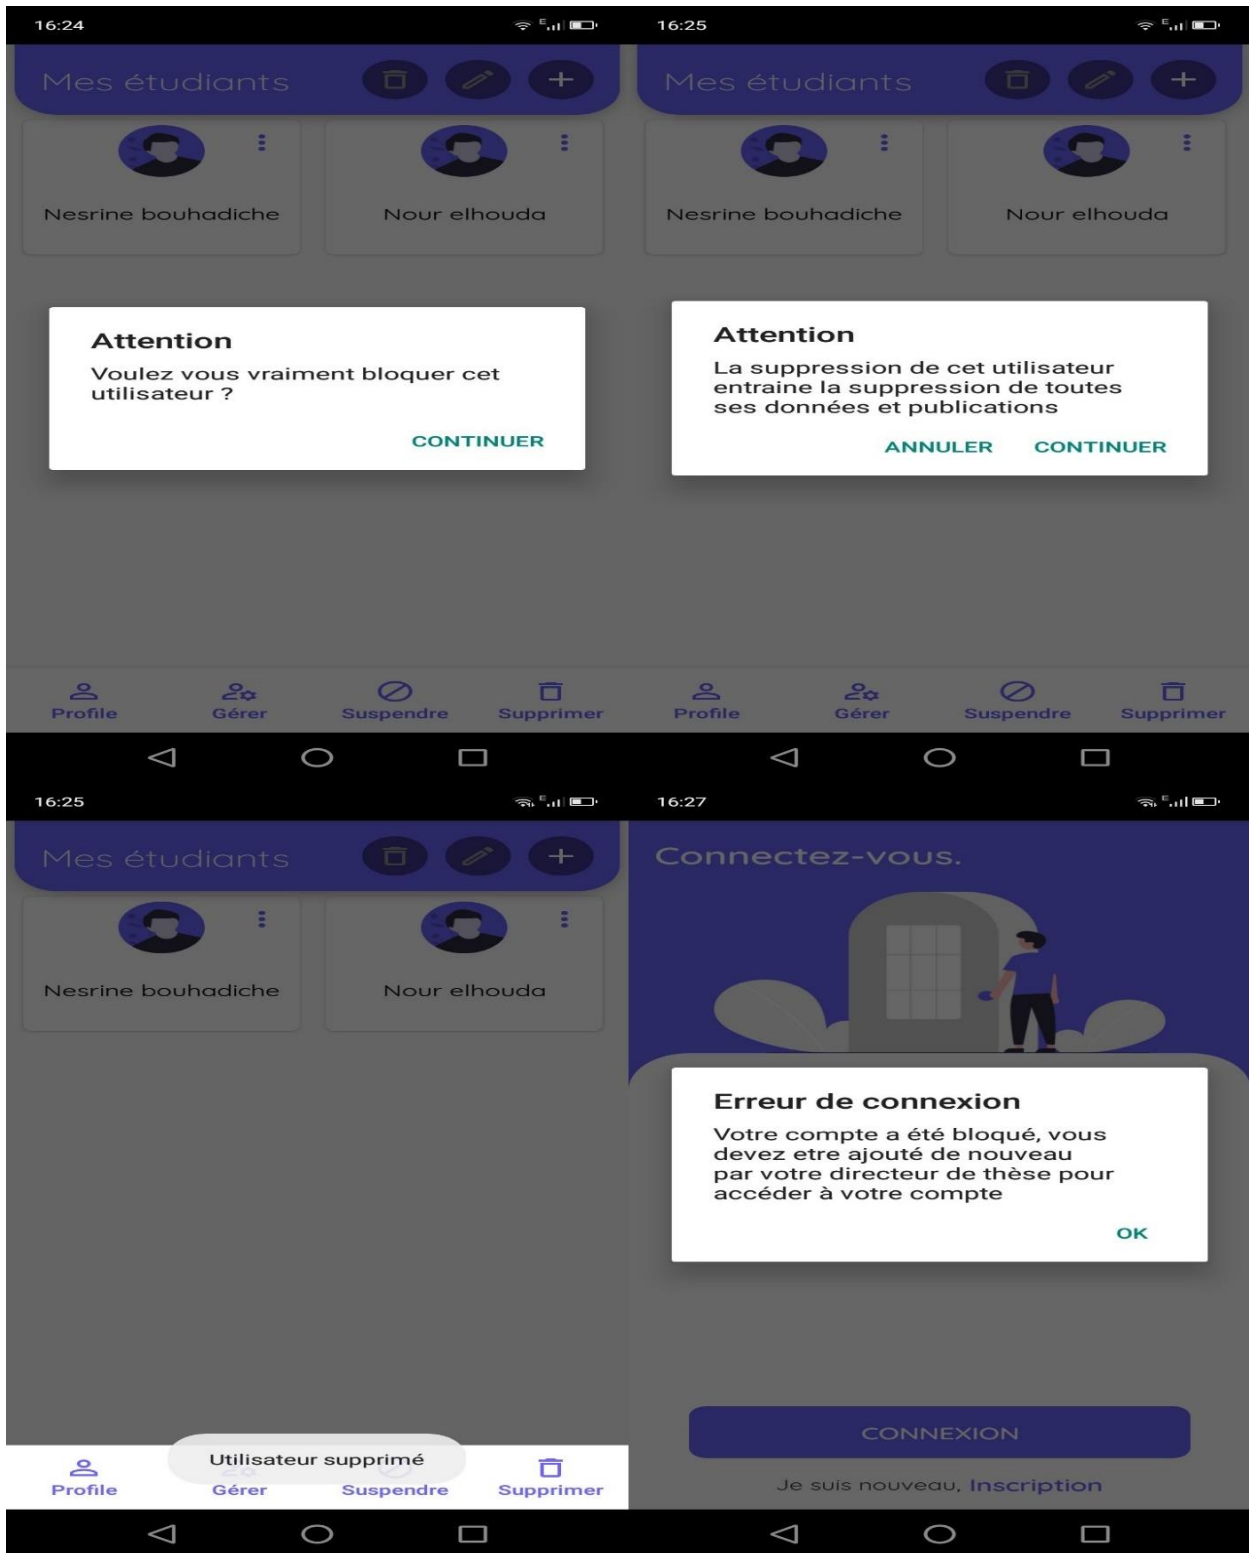 16:24
E
Mes étudiants
Nesrine bouhadiche
Nour elhouda
Attention
Voulez vous vraiment bloquer cet
utilisateur ?
CONTINUER
Profile
Gérer
Suspendre
Supprimer
16:25
E
Mes étudiants
Nesrine bouhadiche
Nour elhouda
Attention
La suppression de cet utilisateur
entraine la suppression de toutes
ses données et publications
ANNULER
CONTINUER
Profile
Gérer
Suspendre
Supprimer
16:25
E
Mes étudiants
Nesrine bouhadiche
Nour elhouda
Utilisateur supprimé
Profile
Gérer
Suspendre
Supprimer
16:27
E
Connectez-vous.
Erreur de connexion
Votre compte a été bloqué, vous
devez etre ajouté de nouveau
par votre directeur de thèse pour
accéder à votre compte
OK
CONNEXION
Je suis nouveau, Inscription